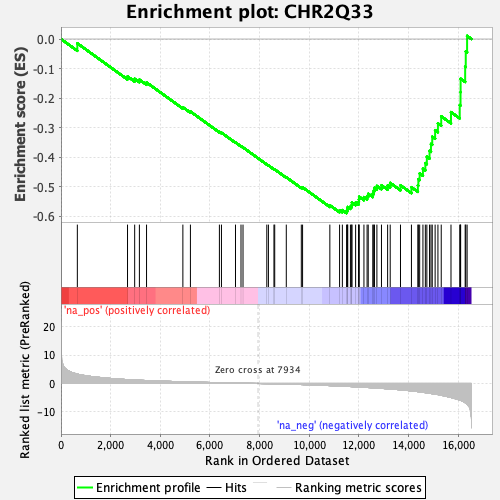 Enrichment plot: CHR2Q33
Enrichment score (ES)
0.0
-0.1
-0.2
-0.3
-0.4
-0.5
-0.6
'na_pos' (positively correlated)
Ranked list metric (PreRanked)
20
10
0
-10
Zero cross at 7934
'na_neg' (negatively correlated)
0 2,000 4,000 6,000 8,000 10,000 12,000 14,000 16,000
Rank in Ordered Dataset
Enrichment profile Hits Ranking metric scores